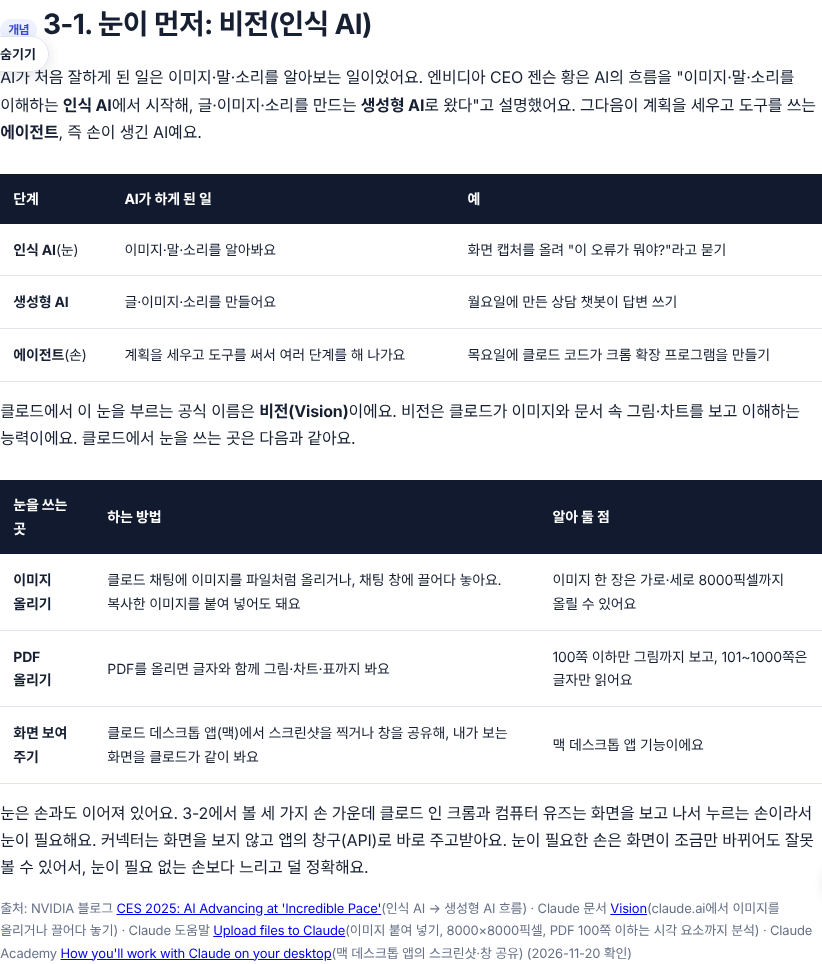 개념 3-1. 눈이 먼저: 비전(인식 AI)
숨기기
AI가 처음 잘하게 된 일은 이미지·말·소리를 알아보는 일이었어요. 엔비디아 CEO 젠슨 황은 AI의 흐름을 "이미지·말·소리를
이해하는 인식 AI에서 시작해, 글·이미지·소리를 만드는 생성형 AI로 왔다"고 설명했어요. 그다음이 계획을 세우고 도구를 쓰는
에이전트, 즉 손이 생긴 AI예요.
단계 AI가 하게 된 일 예
인식 AI(눈) 이미지·말·소리를 알아봐요 화면 캡처를 올려 "이 오류가 뭐야?"라고 묻기
생성형 AI 글·이미지·소리를 만들어요 월요일에 만든 상담 챗봇이 답변 쓰기
에이전트(손) 계획을 세우고 도구를 써서 여러 단계를 해 나가요 목요일에 클로드 코드가 크롬 확장 프로그램을 만들기
클로드에서 이 눈을 부르는 공식 이름은 비전(Vision)이에요. 비전은 클로드가 이미지와 문서 속 그림·차트를 보고 이해하는
능력이에요. 클로드에서 눈을 쓰는 곳은 다음과 같아요.
눈을 쓰는
곳
하는 방법
알아 둘 점
이미지
올리기
클로드 채팅에 이미지를 파일처럼 올리거나, 채팅 창에 끌어다 놓아요.
복사한 이미지를 붙여 넣어도 돼요
이미지 한 장은 가로·세로 8000픽셀까지
올릴 수 있어요
PDF
올리기
PDF를 올리면 글자와 함께 그림·차트·표까지 봐요
100쪽 이하만 그림까지 보고, 101~1000쪽은
글자만 읽어요
화면 보여
주기
클로드 데스크톱 앱(맥)에서 스크린샷을 찍거나 창을 공유해, 내가 보는
화면을 클로드가 같이 봐요
맥 데스크톱 앱 기능이에요
눈은 손과도 이어져 있어요. 3-2에서 볼 세 가지 손 가운데 클로드 인 크롬과 컴퓨터 유즈는 화면을 보고 나서 누르는 손이라서
눈이 필요해요. 커넥터는 화면을 보지 않고 앱의 창구(API)로 바로 주고받아요. 눈이 필요한 손은 화면이 조금만 바뀌어도 잘못
볼 수 있어서, 눈이 필요 없는 손보다 느리고 덜 정확해요.
출처: NVIDIA 블로그 CES 2025: AI Advancing at 'Incredible Pace'(인식 AI → 생성형 AI 흐름) · Claude 문서 Vision(claude.ai에서 이미지를
올리거나 끌어다 놓기) · Claude 도움말 Upload files to Claude(이미지 붙여 넣기, 8000×8000픽셀, PDF 100쪽 이하는 시각 요소까지 분석) · Claude
Academy How you'll work with Claude on your desktop(맥 데스크톱 앱의 스크린샷·창 공유) (2026-11-20 확인)